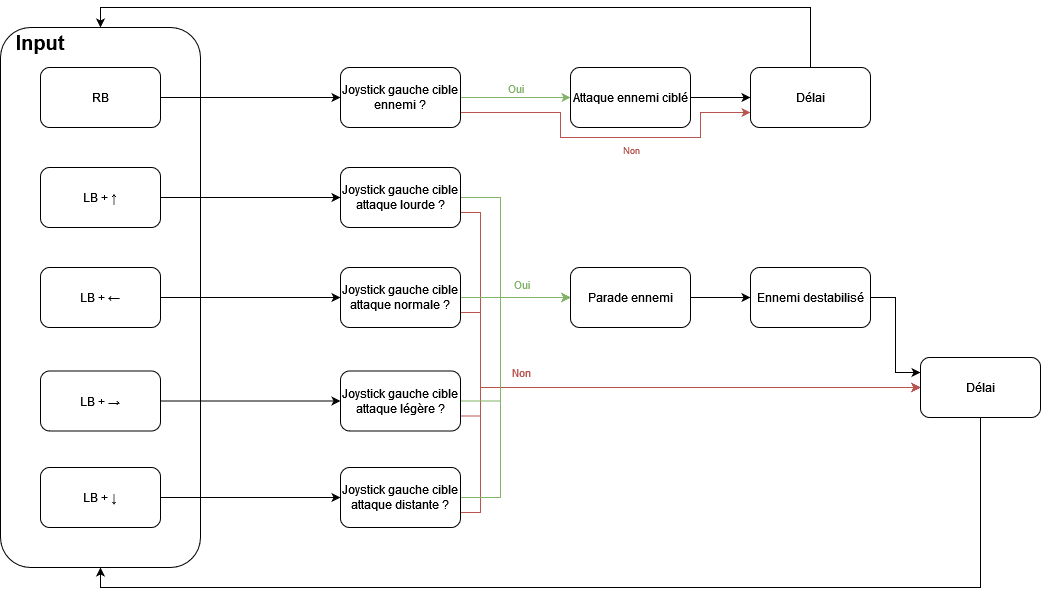 Input
RB
Joystick gauche cible
ennemi ?
Oui
Attaque ennemi ciblé
Délai
Non
LB + ↑
Joystick gauche cible
attaque lourde ?
LB + ←
Joystick gauche cible
attaque normale ?
Oui
Parade ennemi
Ennemi destabilisé
Non
Délai
LB + →
Joystick gauche cible
attaque légère ?
LB + ↓
Joystick gauche cible
attaque distante ?